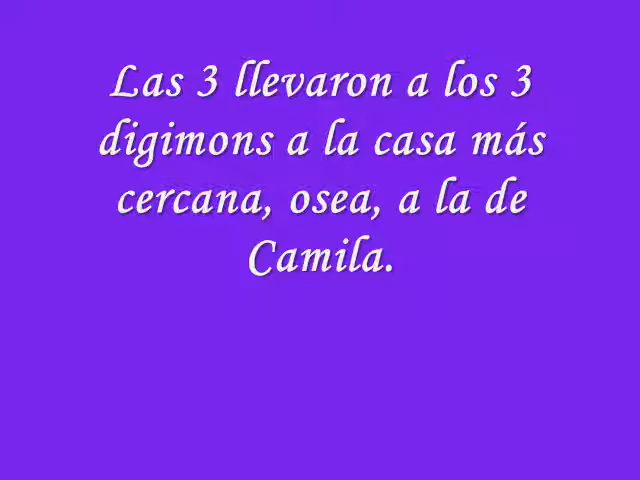 Las 3 llevaron a los 3
digimons a la casa más
cercana, osea, a la de
Camila.